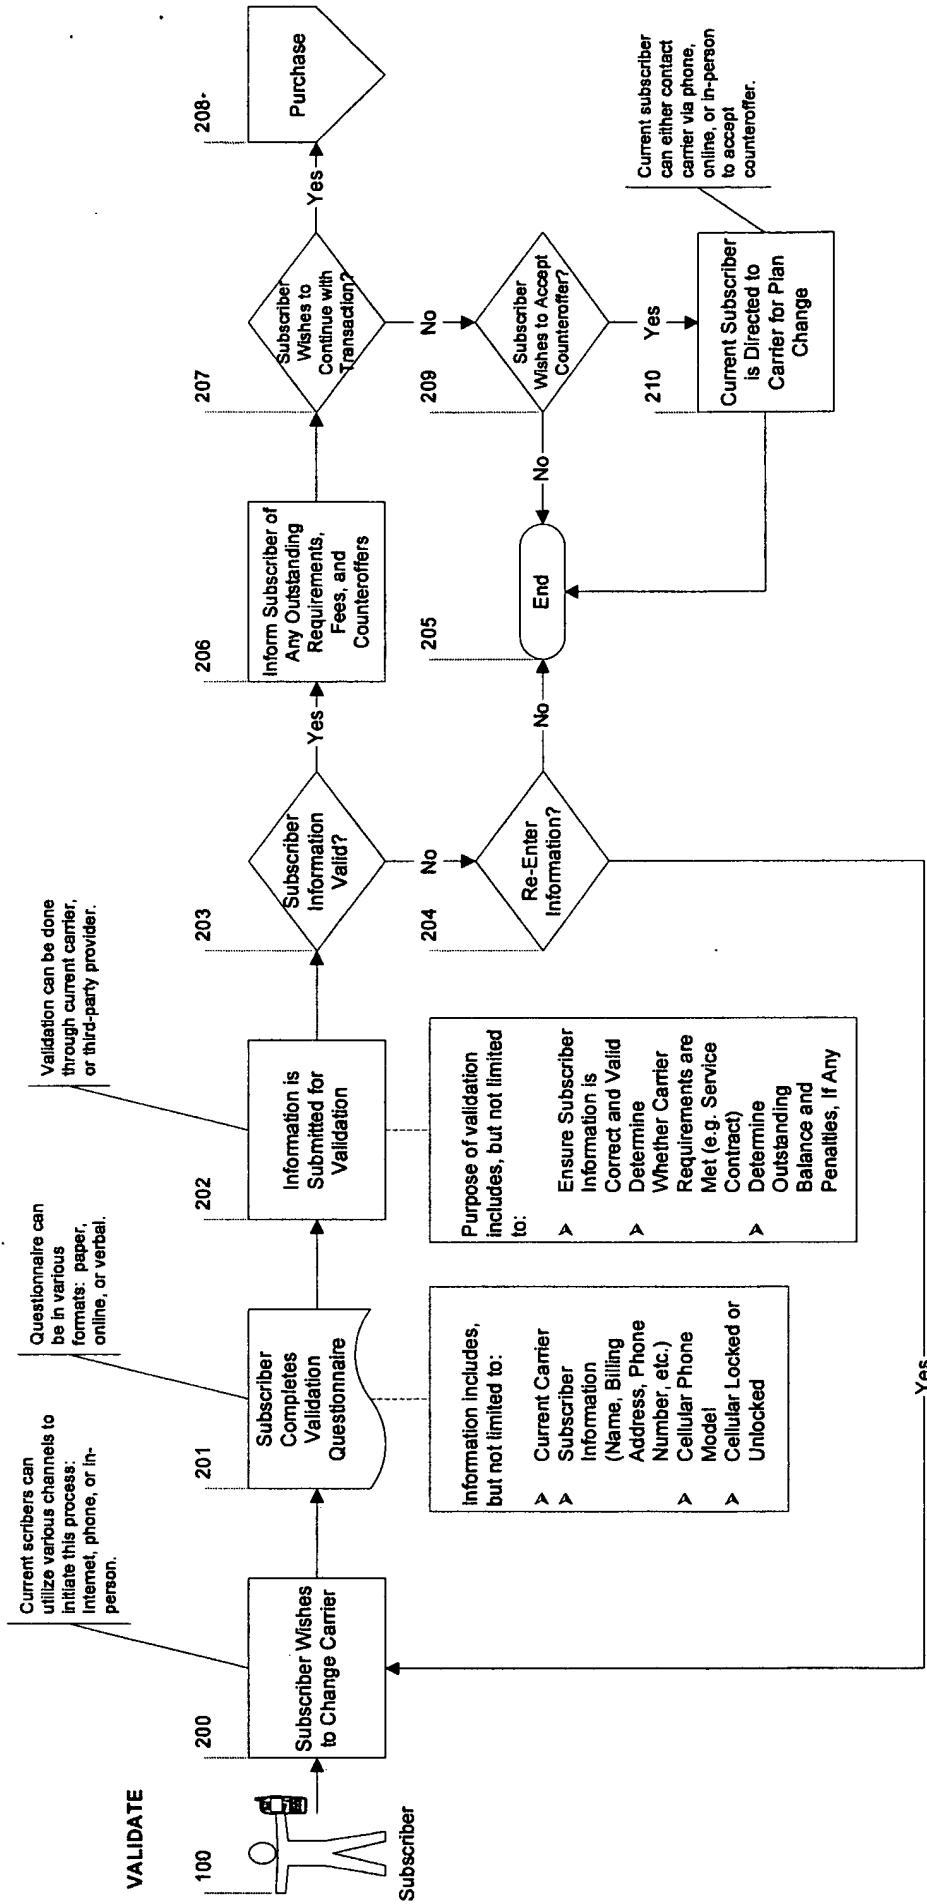 VALIDATE
100
Subscriber
200
Subscriber Wishes
to Change Carrier
Current scribers can
utilize various channels to
initiate this process:
Internet, phone, or in-
person.
201
Subscriber
Completes
Validation
Questionnaire
Questionnaire can
be in various
formats: paper,
online, or verbal.
Information includes,
but not limited to:
➤ Current Carrier
➤ Subscriber
Information
(Name, Billing
Address, Phone
Number, etc.)
➤ Cellular Phone
Model
➤ Cellular Locked or
Unlocked
202
Information is
Submitted for
Validation
Validation can be done
through current carrier,
or third-party provider.
Purpose of validation
includes, but not limited
to:
➤ Ensure Subscriber
Information is
Correct and Valid
➤ Determine
Whether Carrier
Requirements are
Met (e.g. Service
Contract)
➤ Determine
Outstanding
Balance and
Penalties, If Any
203
Subscriber
Information
Valid?
Yes
No
204
Re-Enter
Information?
No
Yes
205
End
206
Inform Subscriber of
Any Outstanding
Requirements,
Fees, and
Counteroffers
207
Subscriber
Wishes to
Continue with
Transaction?
Yes
No
208
Purchase
209
Subscriber
Wishes to Accept
Counteroffer?
No
Yes
210
Current Subscriber
is Directed to
Carrier for Plan
Change
Current subscriber
can either contact
carrier via phone,
online, or in-person
to accept
counteroffer.